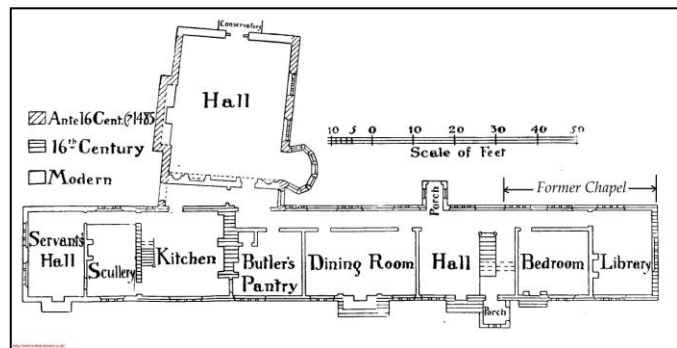 Conservatory
Hall
Ante 16 Cent. (? 1485
16th Century
Modern
10 5 0 10 20 30 40 50
Scale of Feet
Former Chapel
Porch
Servants
Hall
Scullery
Kitchen
Butler's
Pantry
Dining Room
Hall
Bedroom
Library
Porch